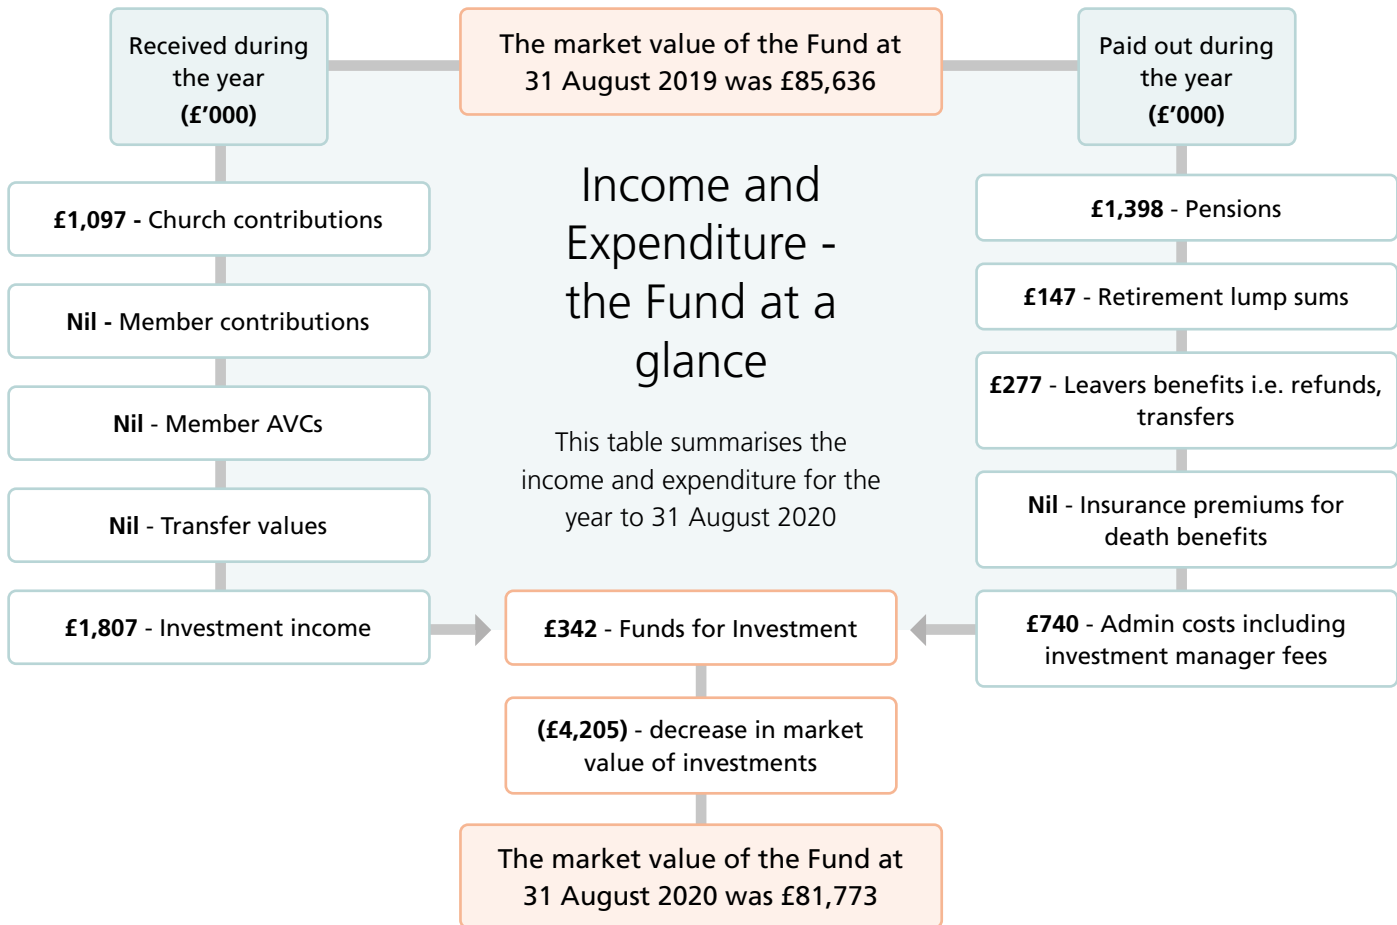 Received during
the year
(£’000)
The market value of the Fund at
31 August 2019 was £85,636
Paid out during
the year
(£’000)
£1,097 - Church contributions
Nil - Member contributions
Nil - Member AVCs
Nil - Transfer values
£1,807 - Investment income
Income and
Expenditure -
the Fund at a
glance
This table summarises the
income and expenditure for the
year to 31 August 2020
£1,398 - Pensions
£147 - Retirement lump sums
£277 - Leavers benefits i.e. refunds,
transfers
Nil - Insurance premiums for
death benefits
£740 - Admin costs including
investment manager fees
£342 - Funds for Investment
(£4,205) - decrease in market
value of investments
The market value of the Fund at
31 August 2020 was £81,773